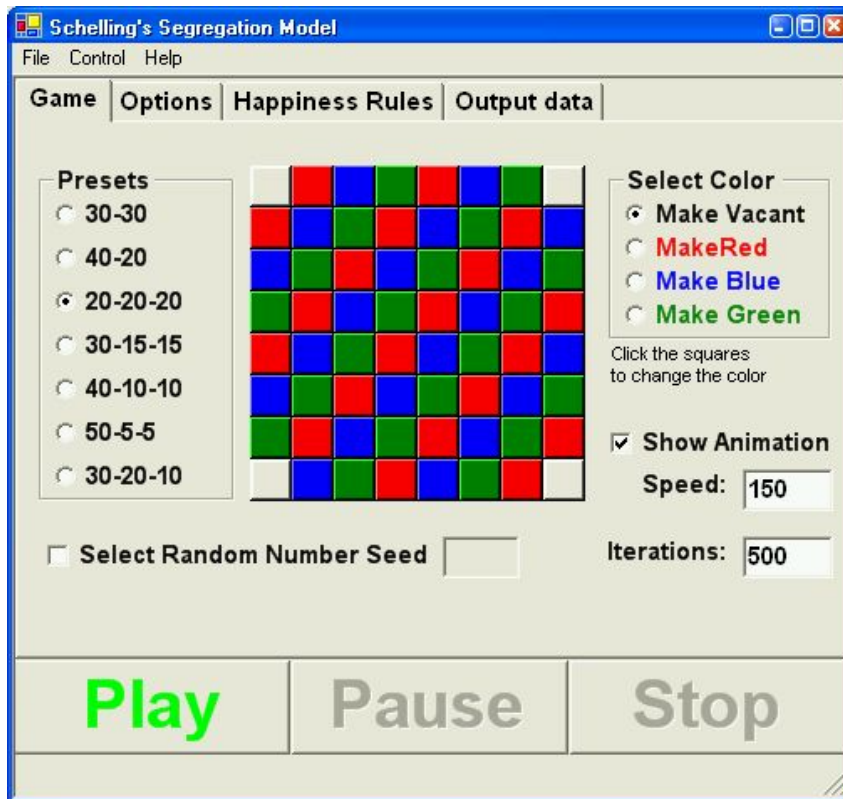 Schelling's Segregation Model
File Control Help
Game Options Happiness Rules Output data
Presets
30-30
40-20
20-20-20
30-15-15
40-10-10
50-5-5
30-20-10
Select Color
Make Vacant
MakeRed
Make Blue
Make Green
Click the squares
to change the color
Show Animation
Speed: 150
Select Random Number Seed
Iterations: 500
Play Pause Stop